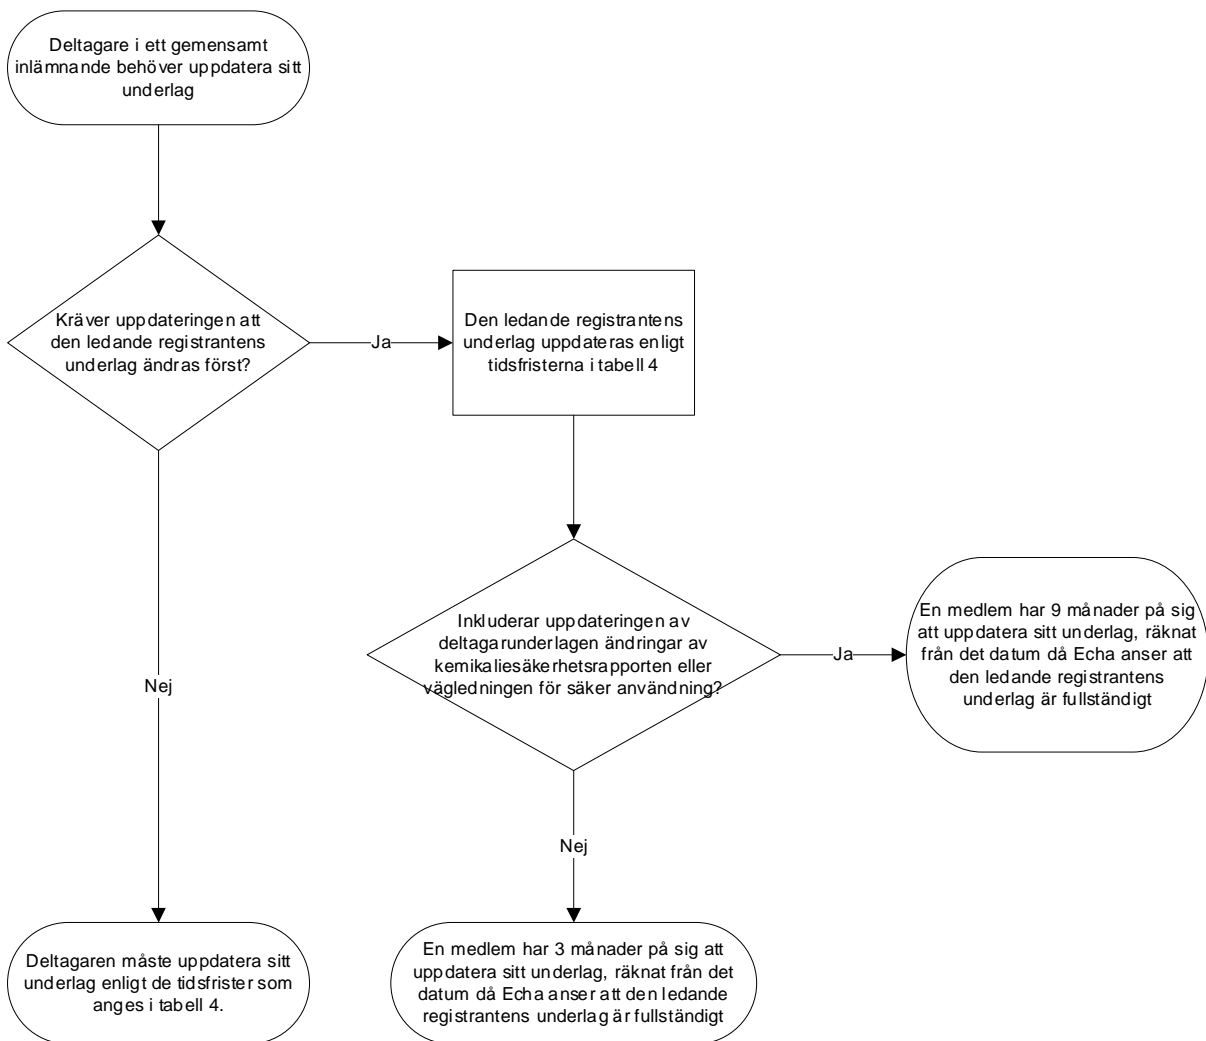 Deltagare i ett gemensamt
inlämnande behöver uppdatera sitt
underlag
Kräver uppdateringen att
den ledande registrantens
underlag ändras först?
Ja
Den ledande registrantens
underlag uppdateras enligt
tidsfristerna i tabell 4
Inkluderar uppdateringen av
deltagarunderlagen ändringar av
kemikaliesäkerhetsrapporten eller
vägledningen för säker användning?
Ja
En medlem har 9 månader på sig
att uppdatera sitt underlag, räknat
från det datum då Echa anser att
den ledande registrantens
underlag är fullständigt
Nej
Nej
Deltagaren måste uppdatera sitt
underlag enligt de tidsfrister som
anges i tabell 4.
En medlem har 3 månader på sig att
uppdatera sitt underlag, räknat från det
datum då Echa anser att den ledande
registrantens underlag är fullständigt